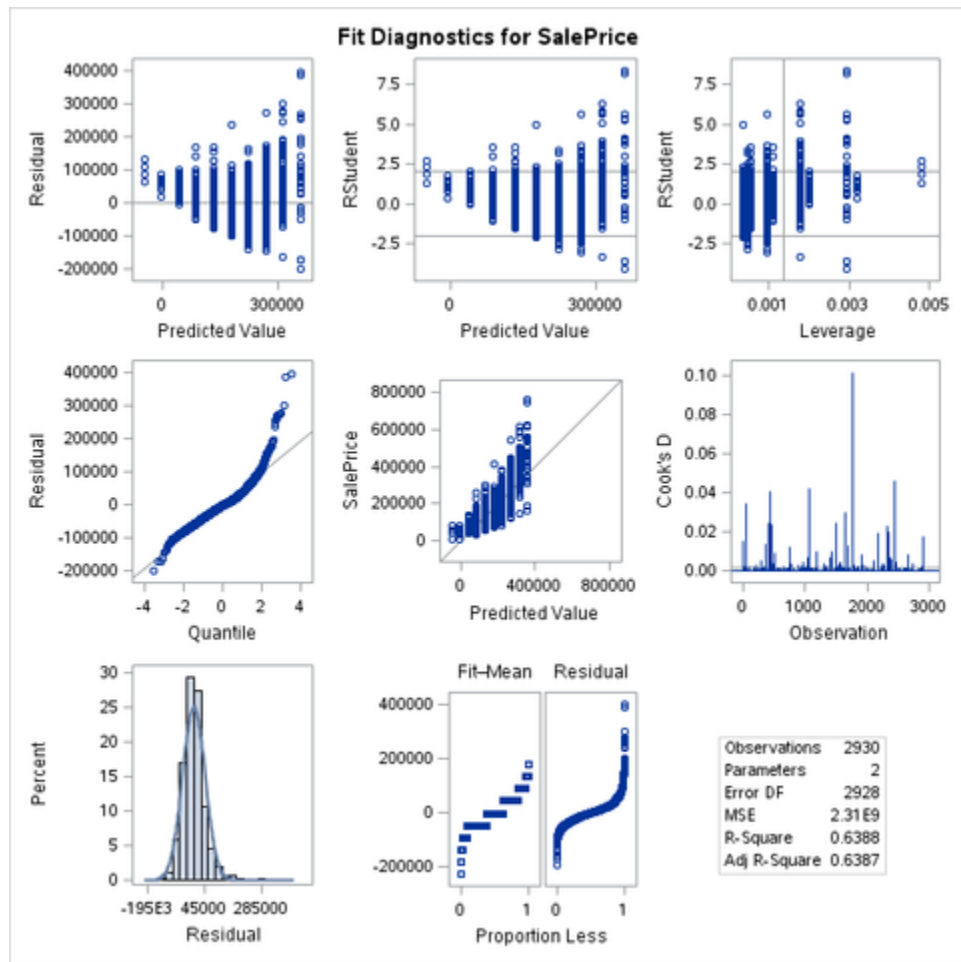 Fit Diagnostics for SalePrice
400000
300000
200000
100000
0
-100000
-200000
Residual
0 300000
Predicted Value
7.5
5.0
2.5
0.0
-2.5
RStudent
0 300000
Predicted Value
7.5
5.0
2.5
0.0
-2.5
RStudent
0.001 0.003 0.005
Leverage
400000
300000
200000
100000
0
-100000
-200000
Residual
-4 -2 0 2 4
Quantile
800000
600000
400000
200000
0
SalePrice
0 400000 800000
Predicted Value
0.10
0.08
0.06
0.04
0.02
0.00
Cook's D
0 1000 2000 3000
Observation
30
25
20
15
10
5
0
Percent
-195E3 45000 285000
Residual
Fit–Mean Residual
400000
200000
0
-200000
0 1 0 1
Proportion Less
Observations 2930
Parameters 2
Error DF 2928
MSE 2.31E9
R-Square 0.6388
Adj R-Square 0.6387